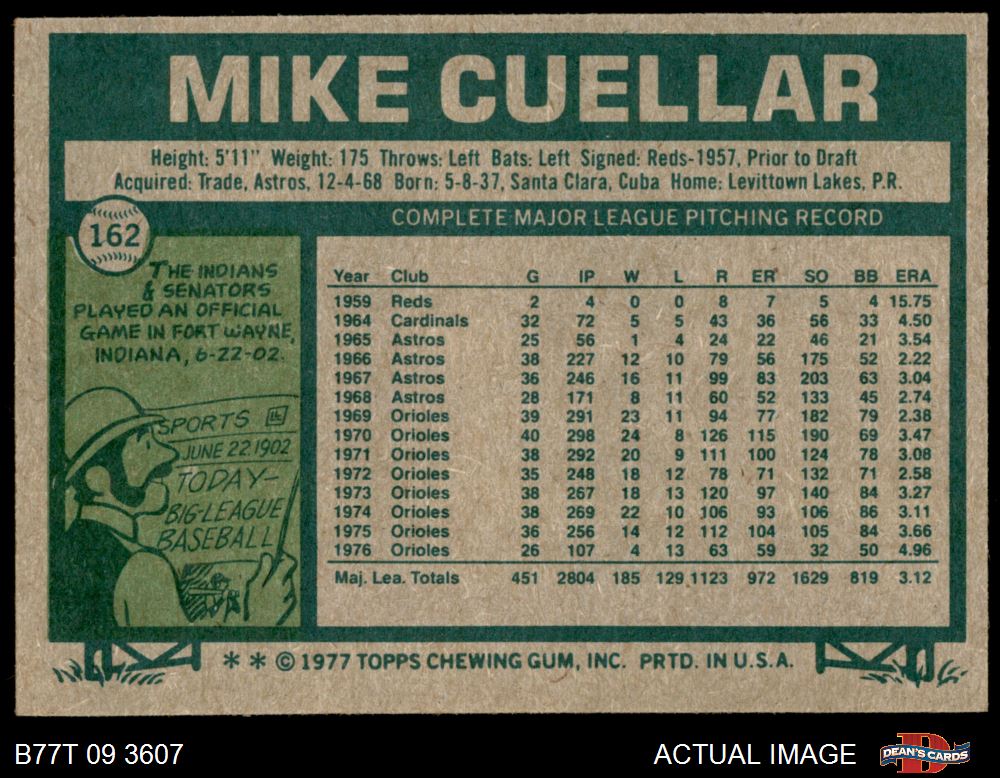 MIKE CUELLAR
Height: 5'11" Weight: 175 Throws: Left Bats: Left Signed: Reds-1957, Prior to Draft
Acquired: Trade, Astros, 12-4-68 Born: 5-8-37, Santa Clara, Cuba Home: Levittown Lakes, P.R.
162
THE INDIANS
& SENATORS
PLAYED AN OFFICIAL
GAME IN FORT WAYNE,
INDIANA, 6-22-02.
SPORTS
JUNE 22 1902
TODAY-
BIG-LEAGUE
BASEBALL
COMPLETE MAJOR LEAGUE PITCHING RECORD
Year Club G IP W L R ER SO BB ERA
1959 Reds 2 4 0 0 8 7 5 4 15.75
1964 Cardinals 32 72 5 5 43 36 56 33 4.50
1965 Astros 25 56 1 4 24 22 46 21 3.54
1966 Astros 38 227 12 10 79 56 175 52 2.22
1967 Astros 36 246 16 11 99 83 203 63 3.04
1968 Astros 28 171 8 11 60 52 133 45 2.74
1969 Orioles 39 291 23 11 94 77 182 79 2.38
1970 Orioles 40 298 24 8 126 115 190 69 3.47
1971 Orioles 38 292 20 9 111 100 124 78 3.08
1972 Orioles 35 248 18 12 78 71 132 71 2.58
1973 Orioles 38 267 18 13 120 97 140 84 3.27
1974 Orioles 38 269 22 10 106 93 106 86 3.11
1975 Orioles 36 256 14 12 112 104 105 84 3.66
1976 Orioles 26 107 4 13 63 59 32 50 4.96
Maj. Lea. Totals 451 2804 185 129 1123 972 1629 819 3.12
* * © 1977 TOPPS CHEWING GUM, INC. PRTD. IN U.S.A.
B77T 09 3607
ACTUAL IMAGE
DEAN'S CARDS